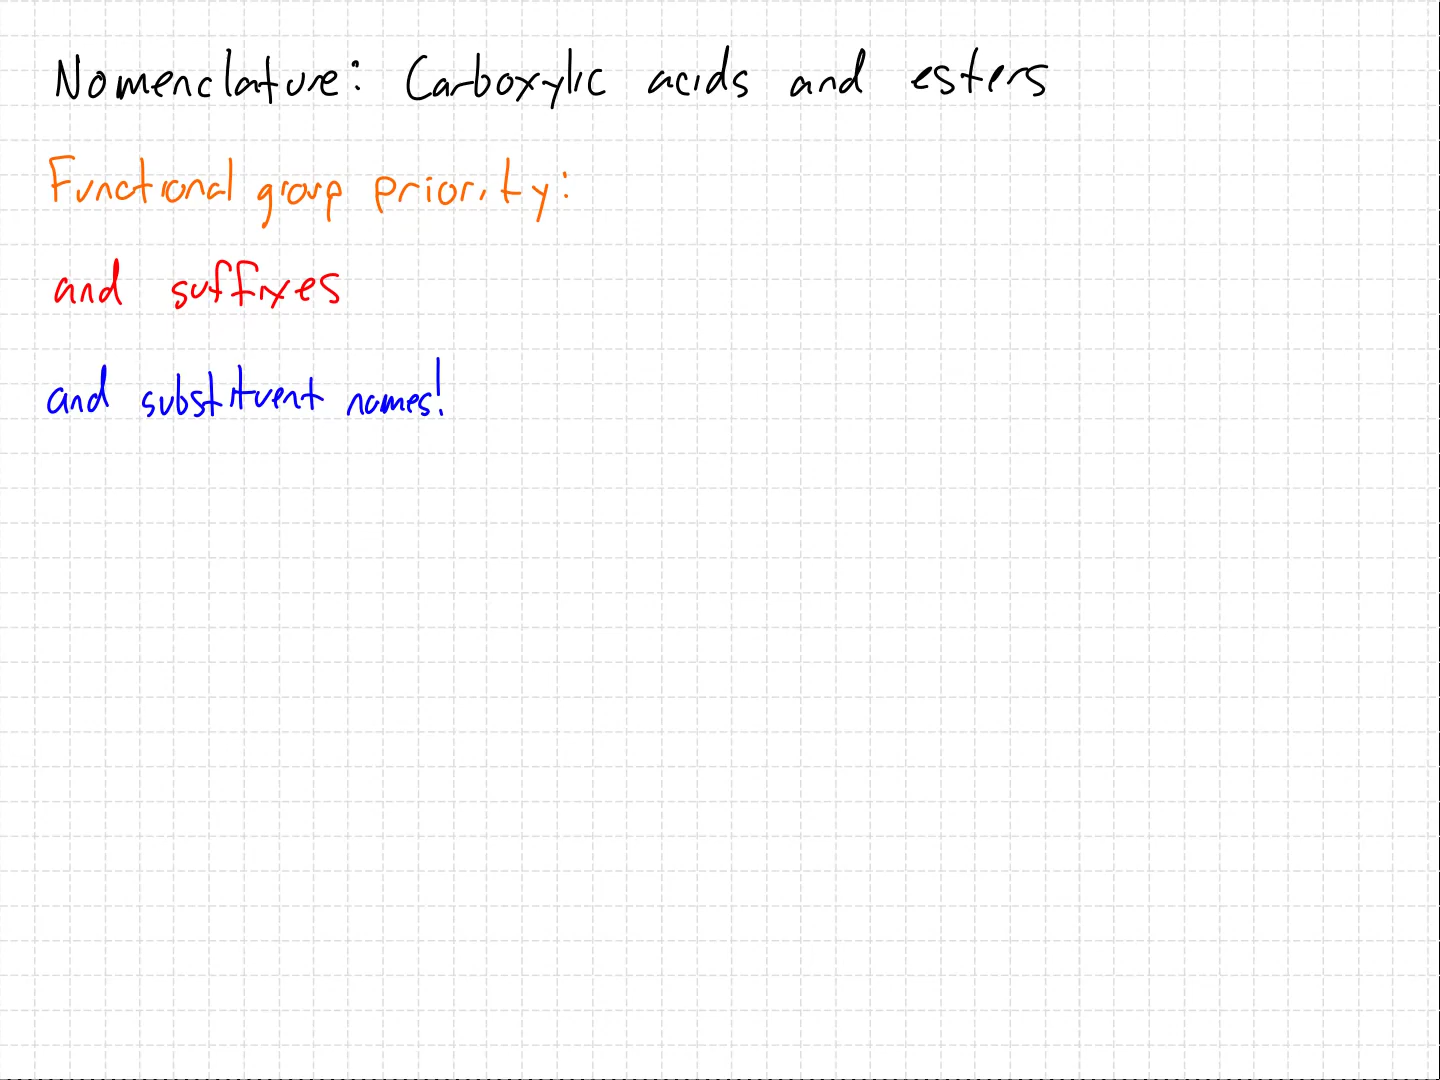 Nomenclature: Carboxylic acids and esters
Functional group priority:
and suffixes
and substituent names!